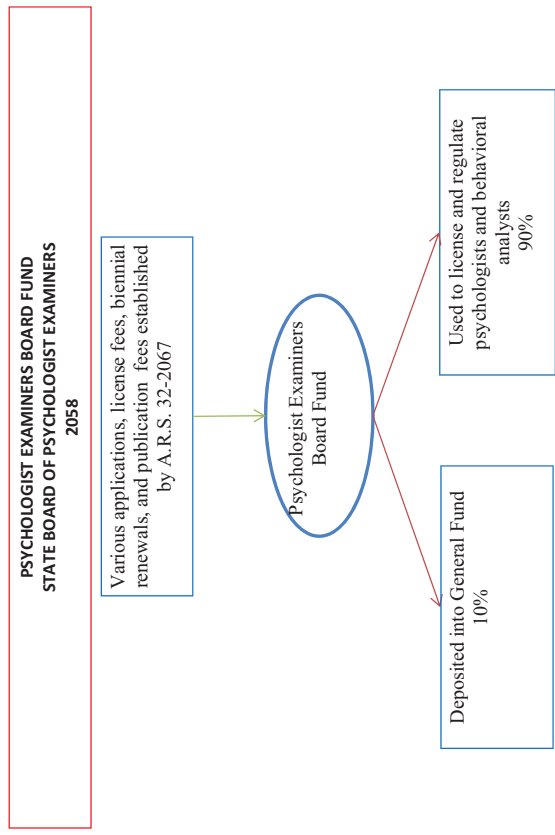 PSYCHOLOGIST EXAMINERS BOARD FUND
STATE BOARD OF PSYCHOLOGIST EXAMINERS
2058
Various applications, license fees, biennial
renewals, and publication fees established
by A.R.S. 32-2067
Psychologist Examiners
Board Fund
Deposited into General Fund
10%
Used to license and regulate
psychologists and behavioral
analysts
90%